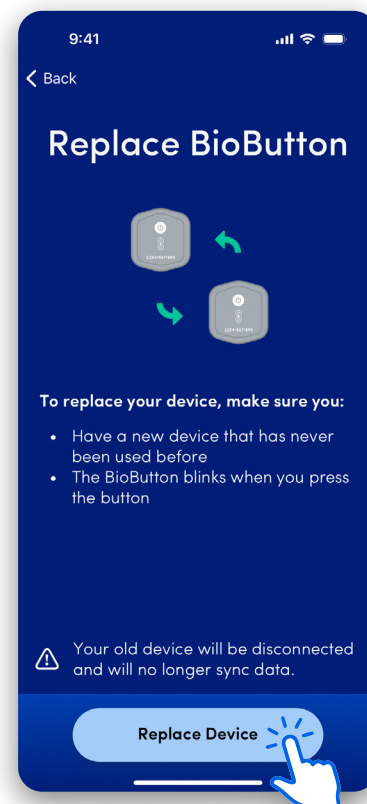 9:41
Back
Replace BioButton
To replace your device, make sure you:
• Have a new device that has never
been used before
• The BioButton blinks when you press
the button
Your old device will be disconnected
and will no longer sync data.
Replace Device